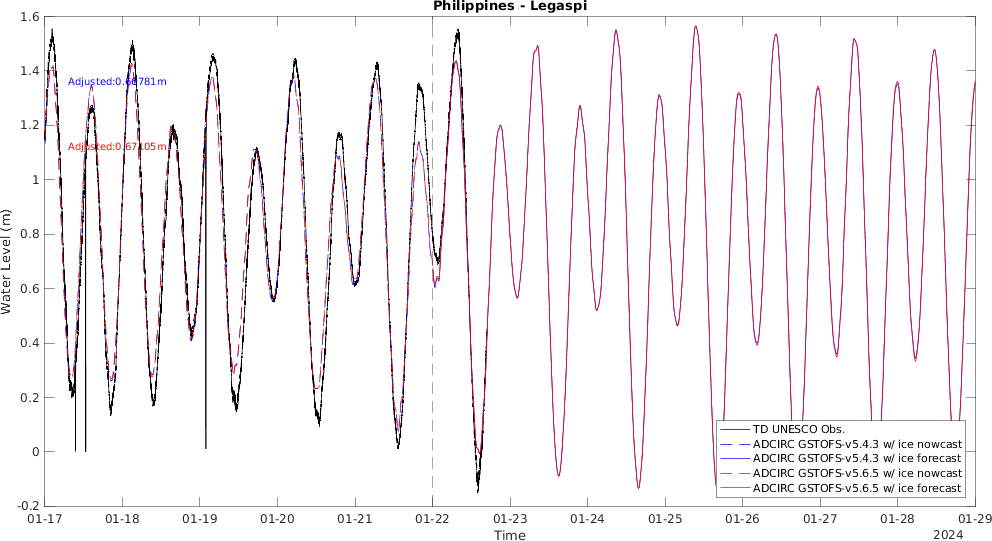 Philippines - Legaspi
1.6
1.4
1.2
1
0.8
0.6
0.4
0.2
0
-0.2
Water Level (m)
Adjusted:0.66781m
Adjusted:0.67105m
TD UNESCO Obs.
ADCIRC GSTOFS-v5.4.3 w/ ice nowcast
ADCIRC GSTOFS-v5.4.3 w/ ice forecast
ADCIRC GSTOFS-v5.6.5 w/ ice nowcast
ADCIRC GSTOFS-v5.6.5 w/ ice forecast
01-17 01-18 01-19 01-20 01-21 01-22 01-23 01-24 01-25 01-26 01-27 01-28 01-29
Time
2024